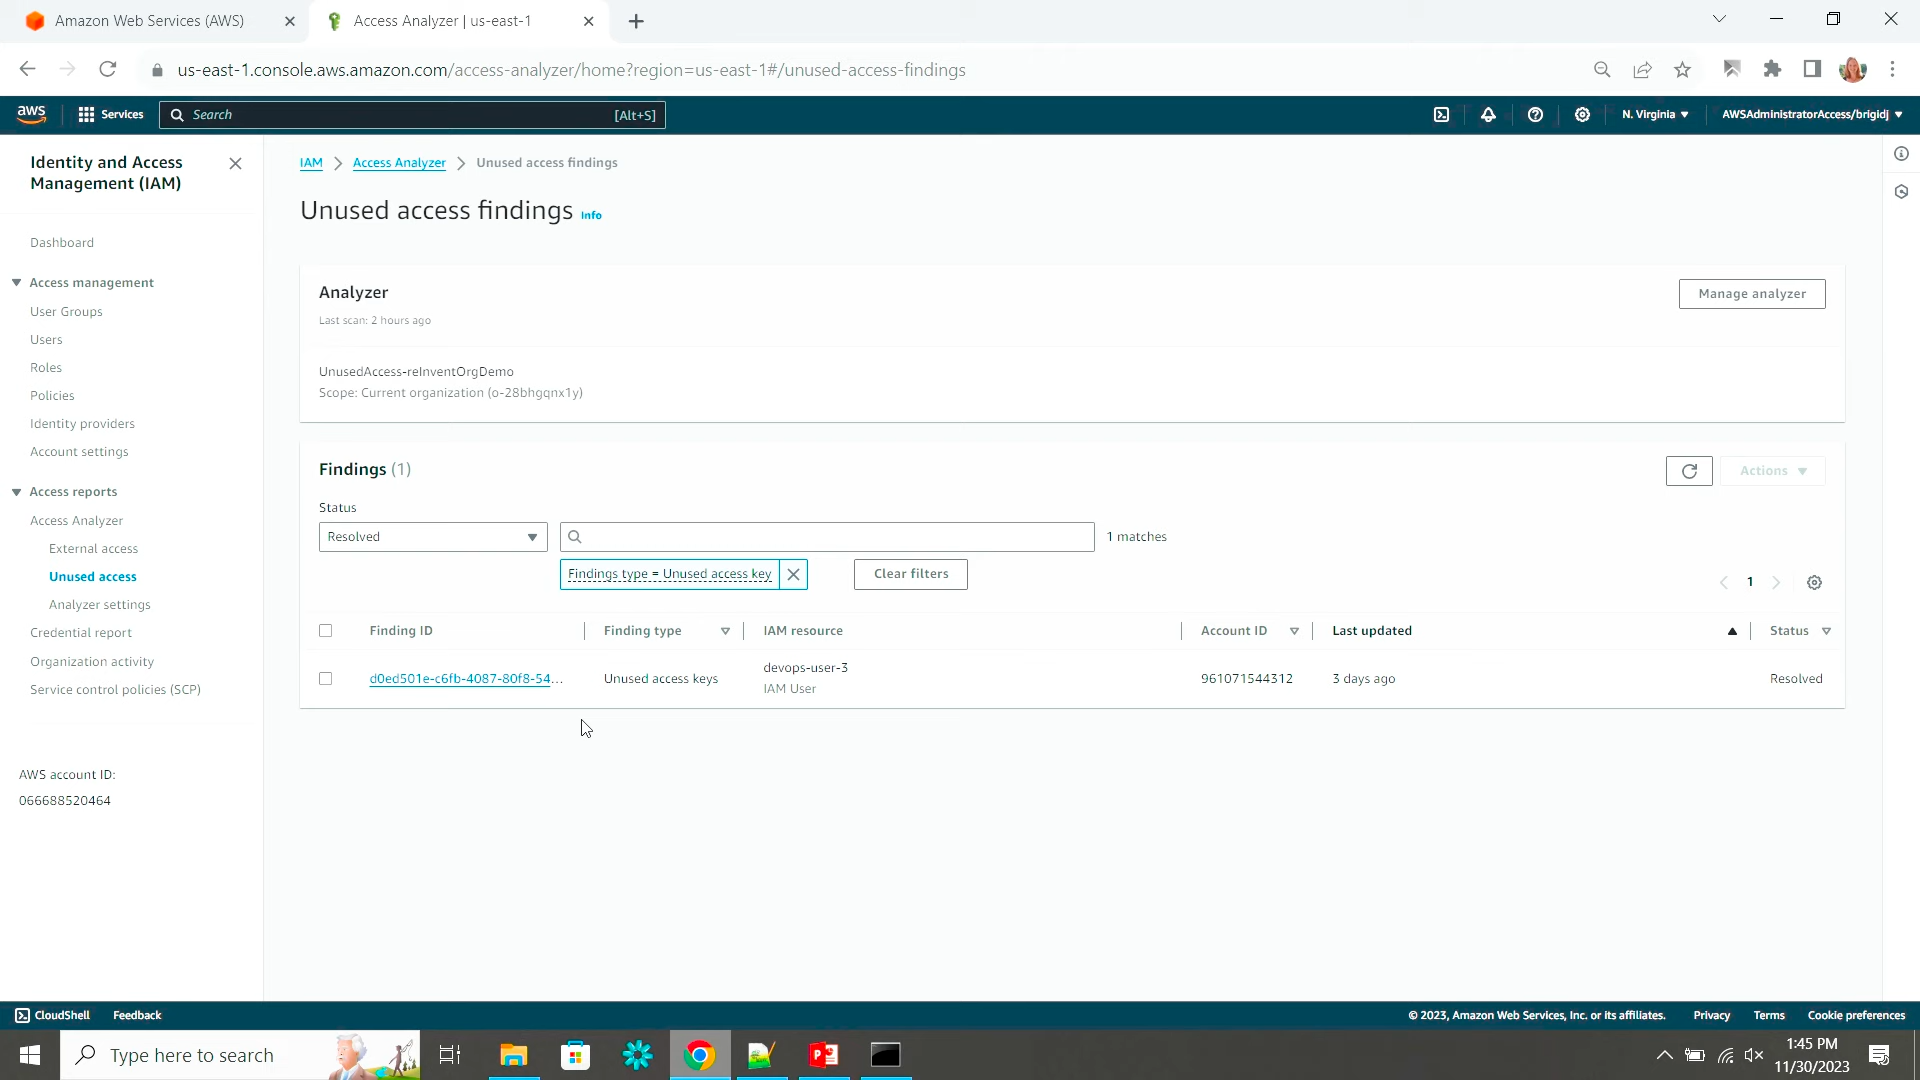 Amazon Web Services (AWS)
Access Analyzer | us-east-1
us-east-1.console.aws.amazon.com/access-analyzer/home?region=us-east-1#/unused-access-findings
aws
Services
Search
[Alt+S]
N. Virginia
AWSAdministratorAccess/brigidj
Identity and Access
Management (IAM)
Dashboard
Access management
User Groups
Users
Roles
Policies
Identity providers
Account settings
Access reports
Access Analyzer
External access
Unused access
Analyzer settings
Credential report
Organization activity
Service control policies (SCP)
AWS account ID:
066688520464
IAM > Access Analyzer > Unused access findings
Unused access findings Info
Analyzer
Last scan: 2 hours ago
Manage analyzer
UnusedAccess-reInventOrgDemo
Scope: Current organization (o-28bhgqnx1y)
Findings (1)
Actions
Status
Resolved
1 matches
Findings type = Unused access key
Clear filters
1
Finding ID Finding type IAM resource Account ID Last updated Status
d0ed501e-c6fb-4087-80f8-54... Unused access keys devops-user-3 961071544312 3 days ago Resolved
IAM User
CloudShell Feedback
© 2023, Amazon Web Services, Inc. or its affiliates. Privacy Terms Cookie preferences
Type here to search
1:45 PM
11/30/2023